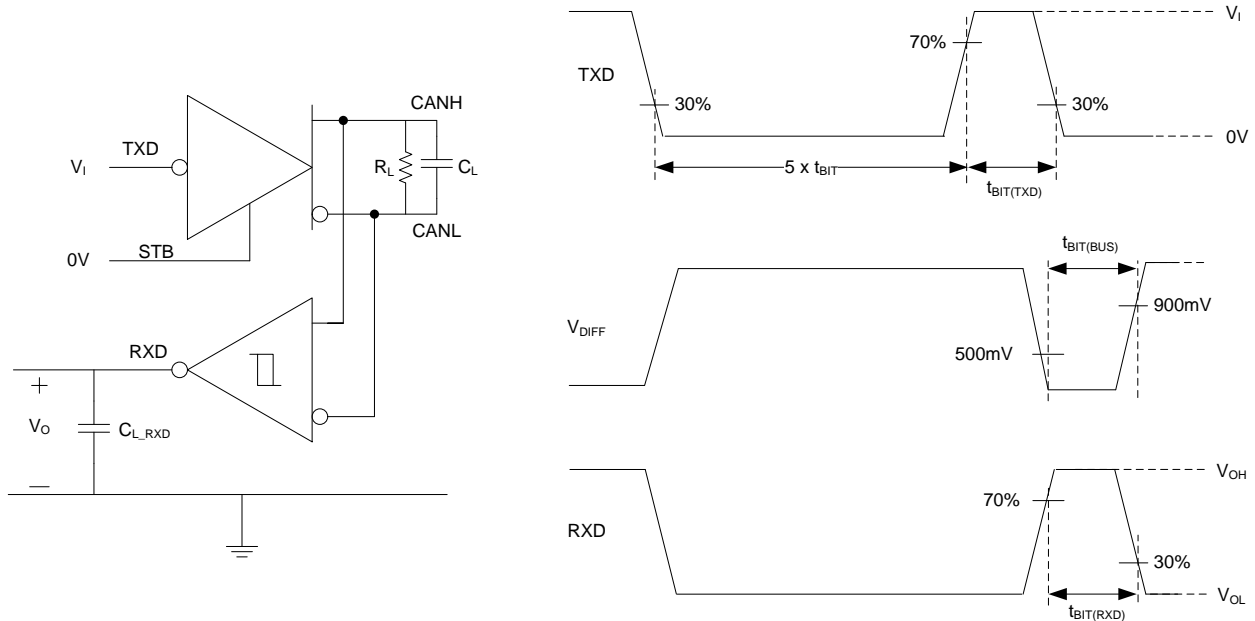 CANH
TXD
V_I
R_L
C_L
CANL
0V
STB
RXD
+
V_O
C_L_RXD
—
V_I
70%
TXD
30%
30%
0V
5 x t_BIT
t_BIT(TXD)
t_BIT(BUS)
900mV
V_DIFF
500mV
V_OH
70%
RXD
30%
V_OL
t_BIT(RXD)